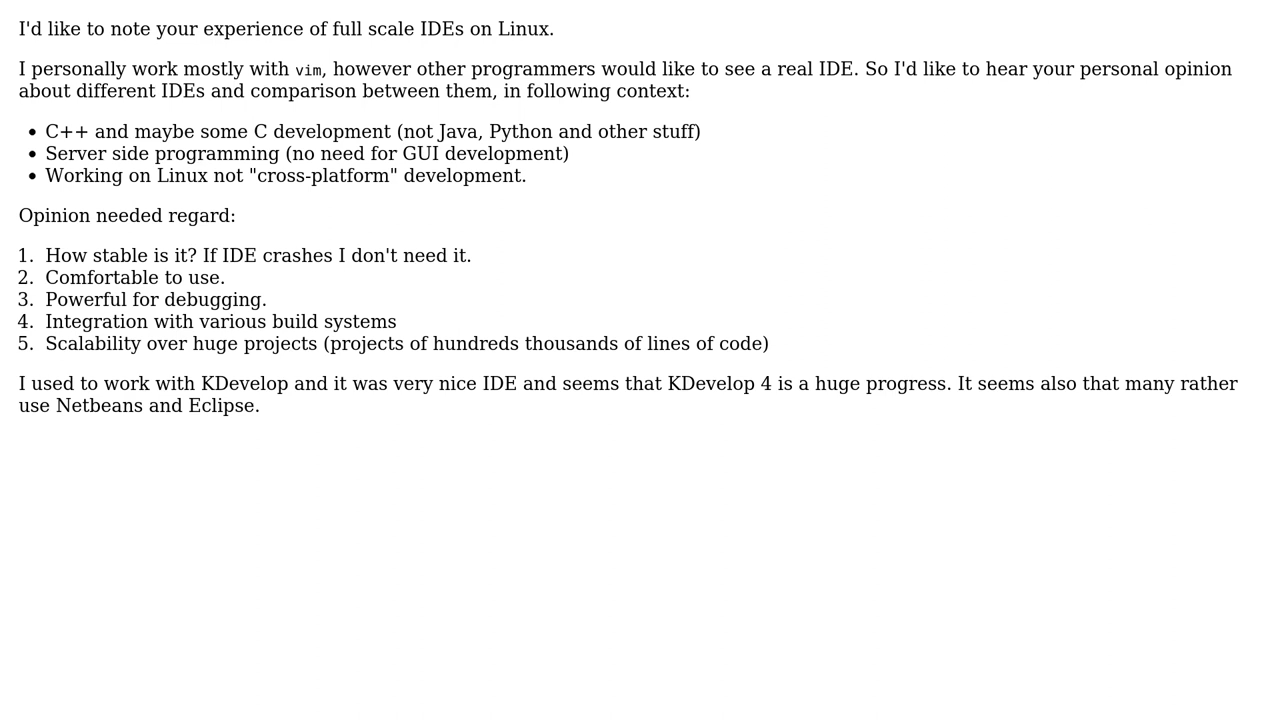 I'd like to note your experience of full scale IDEs on Linux.
I personally work mostly with vim, however other programmers would like to see a real IDE. So I'd like to hear your personal opinion
about different IDEs and comparison between them, in following context:
• C++ and maybe some C development (not Java, Python and other stuff)
• Server side programming (no need for GUI development)
• Working on Linux not "cross-platform" development.
Opinion needed regard:
1. How stable is it? If IDE crashes I don't need it.
2. Comfortable to use.
3. Powerful for debugging.
4. Integration with various build systems
5. Scalability over huge projects (projects of hundreds thousands of lines of code)
I used to work with KDevelop and it was very nice IDE and seems that KDevelop 4 is a huge progress. It seems also that many rather
use Netbeans and Eclipse.